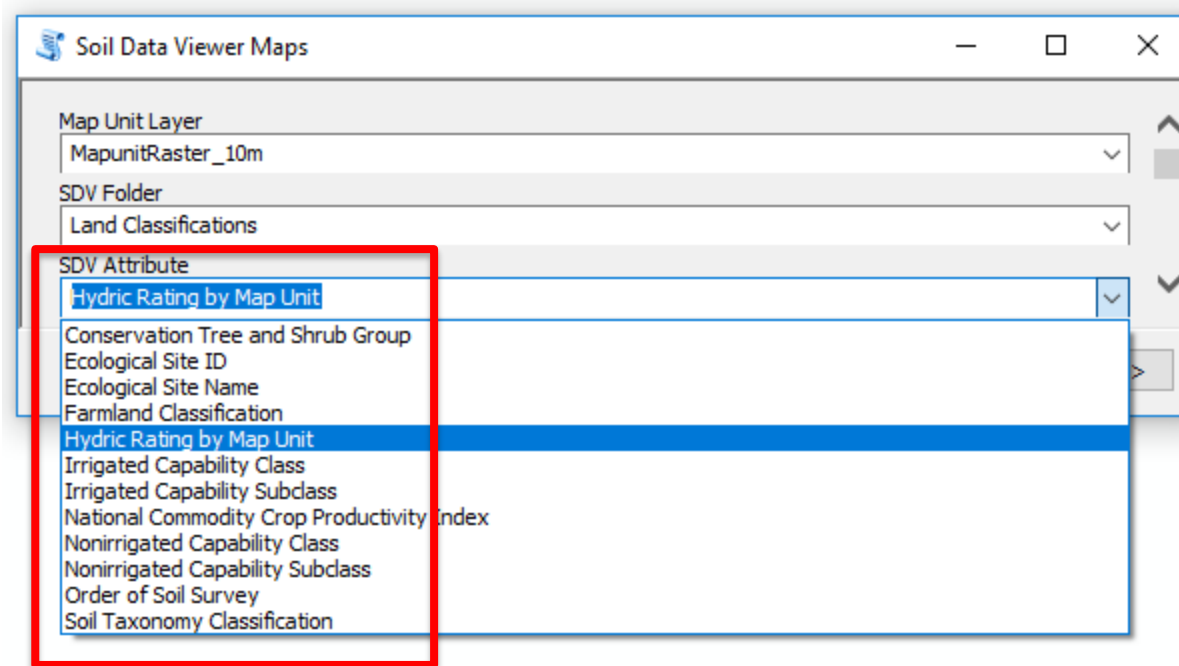 Soil Data Viewer Maps
Map Unit Layer
MapunitRaster_10m
SDV Folder
Land Classifications
SDV Attribute
Hydric Rating by Map Unit
Conservation Tree and Shrub Group
Ecological Site ID
Ecological Site Name
Farmland Classification
Hydric Rating by Map Unit
Irrigated Capability Class
Irrigated Capability Subclass
National Commodity Crop Productivity Index
Nonirrigated Capability Class
Nonirrigated Capability Subclass
Order of Soil Survey
Soil Taxonomy Classification